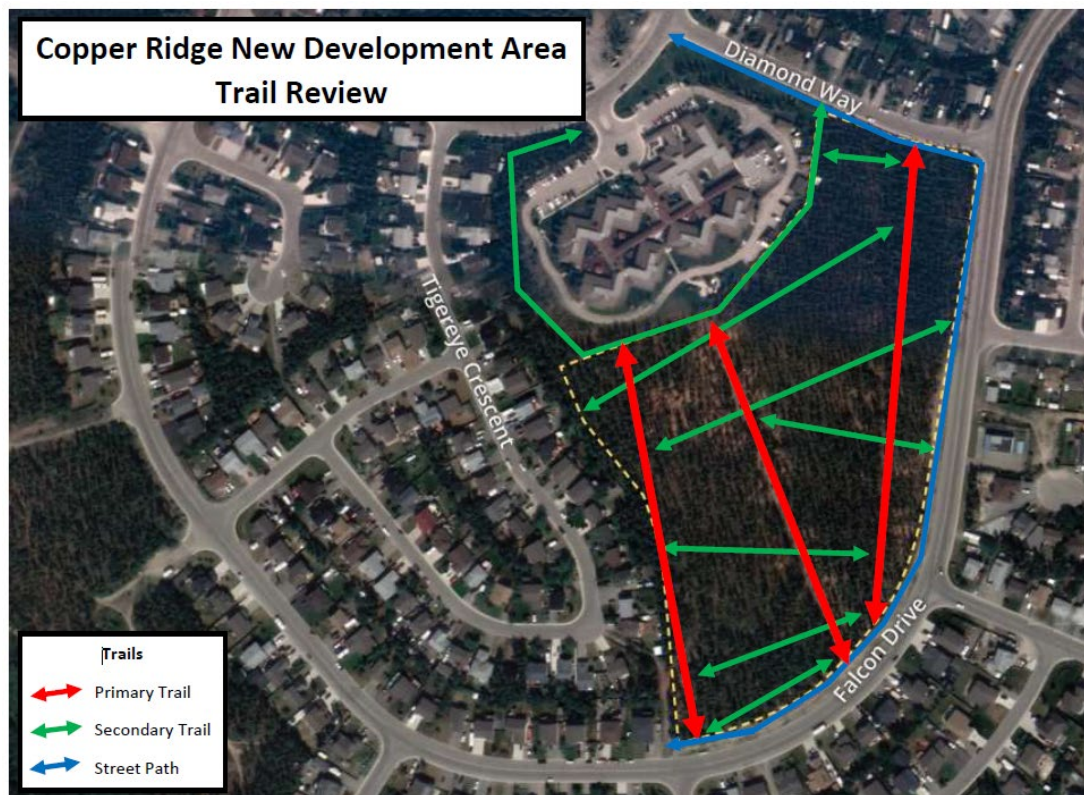 Copper Ridge New Development Area
Trail Review
Diamond Way
Tigereye Crescent
Falcon Drive
Trails
Primary Trail
Secondary Trail
Street Path